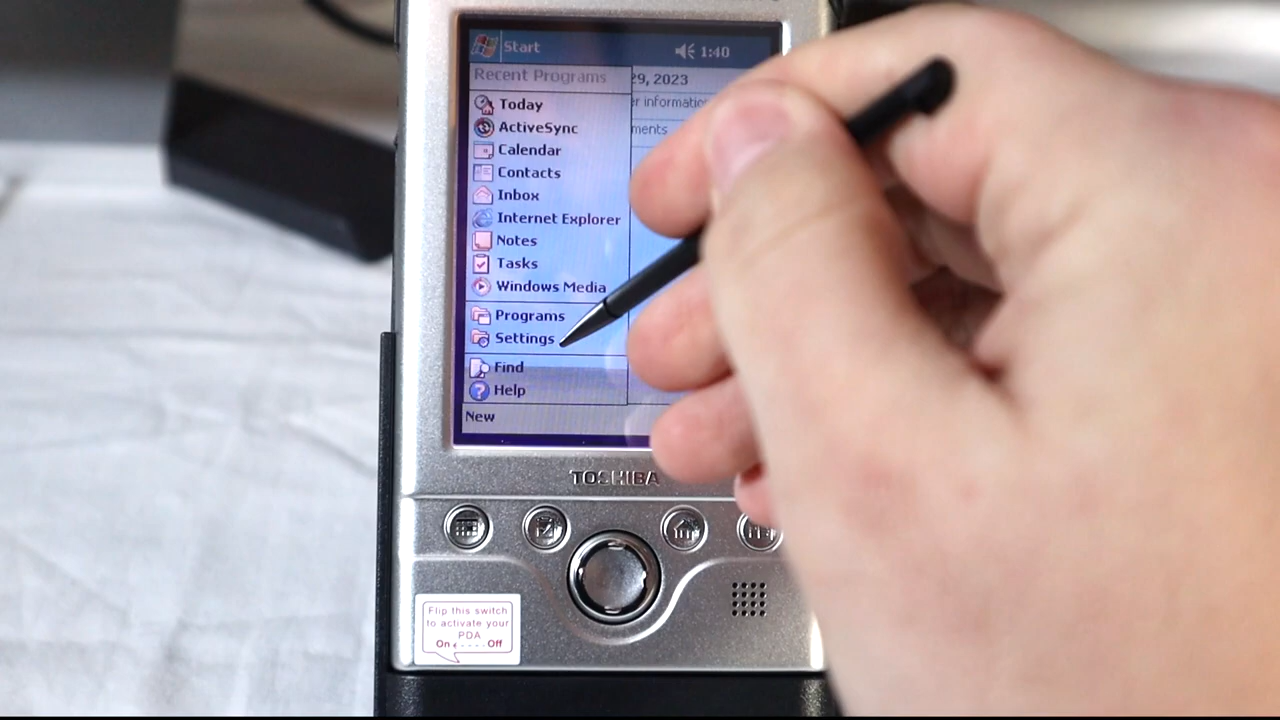 Start 1:40
Recent Programs
29, 2023
Today
er information
ActiveSync
ments
Calendar
Contacts
Inbox
Internet Explorer
Notes
Tasks
Windows Media
Programs
Settings
Find
Help
New
TOSHIBA
Flip this switch
to activate your
PDA
On ‹ - - - - Off